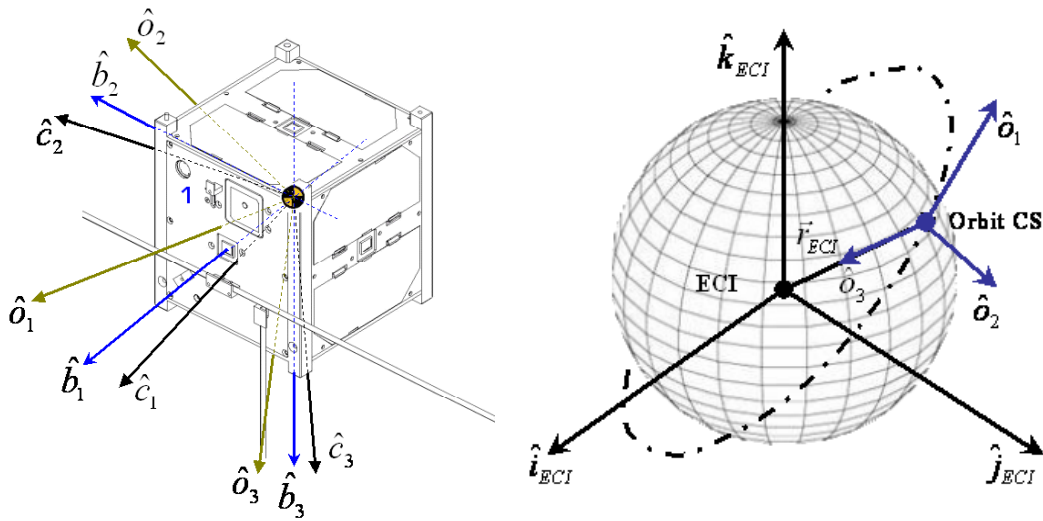 ô₂
b̂₂
ĉ₂
1
ô₁
b̂₁
ĉ₁
ô₃
b̂₃
ĉ₃
k̂ECI
ô₁
Orbit CS
r⃗ECI
ECI
ô₃
ô₂
îECI
ĵECI